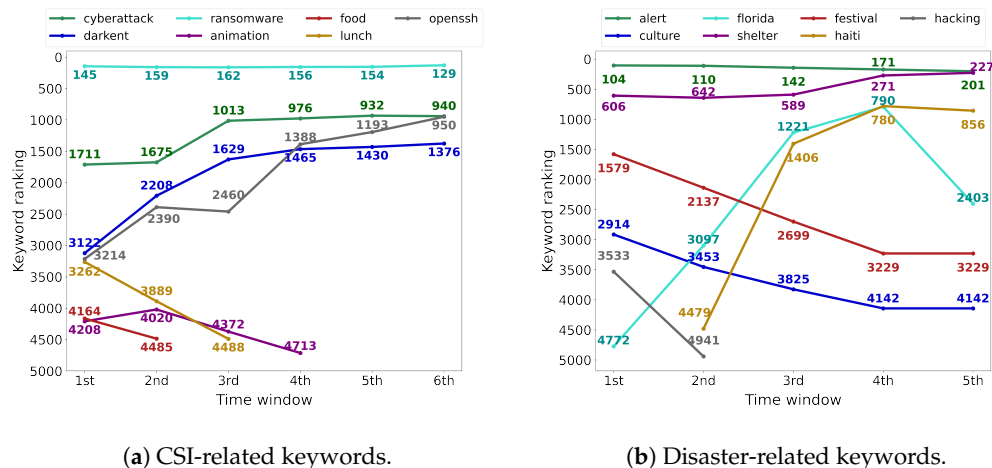 cyberattack ransomware food openssh
darkent animation lunch
0
500
1000
1500
2000
2500
3000
3500
4000
4500
5000
Keyword ranking
145 159 162 156 154 129
1711 1675 1013 976 932 940
3122 2208 1629 1465 1430 1376
3214 2390 2460 1388 1193 950
3262 3889 4488
4164 4485
4208 4020 4372 4713
1st 2nd 3rd 4th 5th 6th
Time window
(a) CSI-related keywords.
alert florida festival hacking
culture shelter haiti
0
500
1000
1500
2000
2500
3000
3500
4000
4500
5000
Keyword ranking
104 110 142 171 201
606 642 589 271 227
1579 2137 2699 3229 3229
2914 3453 3825 4142 4142
3533 4941
4772 3097 1221 790 2403
4479 1406 780 856
1st 2nd 3rd 4th 5th
Time window
(b) Disaster-related keywords.